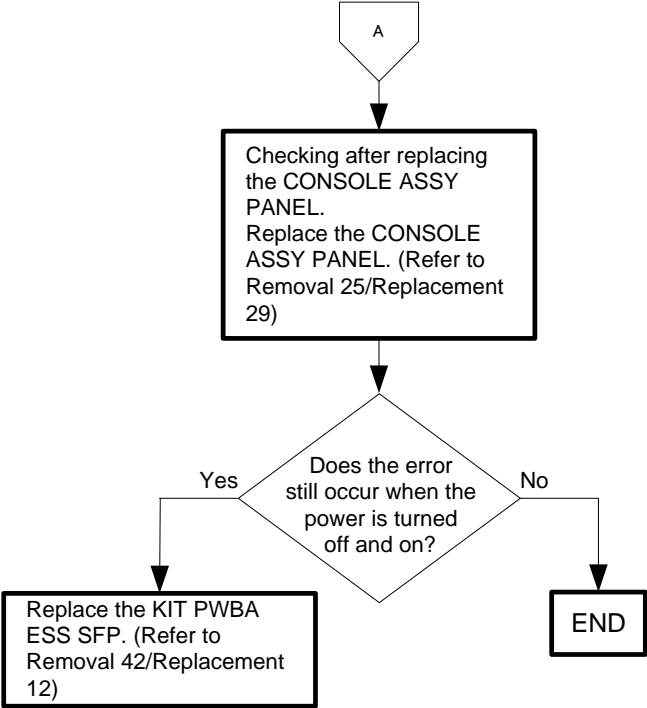 A
Checking after replacing
the CONSOLE ASSY
PANEL.
Replace the CONSOLE
ASSY PANEL. (Refer to
Removal 25/Replacement
29)
Does the error
still occur when the
power is turned
off and on?
Yes
No
Replace the KIT PWBA
ESS SFP. (Refer to
Removal 42/Replacement
12)
END